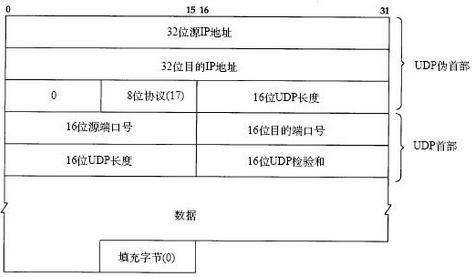 0 15 16 31
32位源IP地址
32位目的IP地址
UDP伪首部
0 8位协议(17) 16位UDP长度
16位源端口号 16位目的端口号
UDP首部
16位UDP长度 16位UDP检验和
数据
填充字节(0)